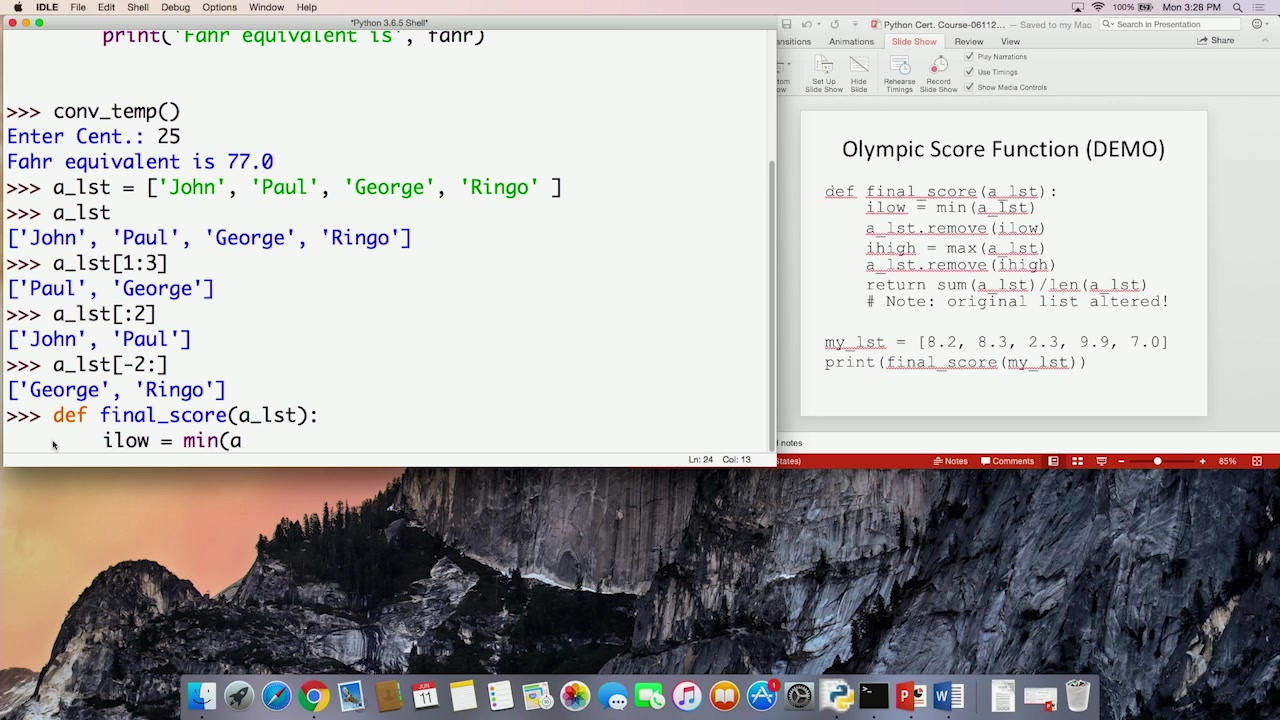 IDLE File Edit Shell Debug Options Window Help
100% Mon 3:28 PM
*Python 3.6.5 Shell*
print('Fahr equivalent is', fahr)
>>> conv_temp()
Enter Cent.: 25
Fahr equivalent is 77.0
>>> a_lst = ['John', 'Paul', 'George', 'Ringo' ]
>>> a_lst
['John', 'Paul', 'George', 'Ringo']
>>> a_lst[1:3]
['Paul', 'George']
>>> a_lst[:2]
['John', 'Paul']
>>> a_lst[-2:]
['George', 'Ringo']
>>> def final_score(a_lst):
ilow = min(a
Ln: 24 Col: 13
Python Cert. Course-06112... — Saved to my Mac
Search in Presentation
Animations Slide Show Review View
Share
Set Up
Slide Show
Hide
Slide
Rehearse
Timings
Record
Slide Show
Play Narrations
Use Timings
Show Media Controls
Olympic Score Function (DEMO)
def final_score(a_lst):
ilow = min(a_lst)
a_lst.remove(ilow)
ihigh = max(a_lst)
a_lst.remove(ihigh)
return sum(a_lst)/len(a_lst)
# Note: original list altered!
my_lst = [8.2, 8.3, 2.3, 9.9, 7.0]
print(final_score(my_lst))
notes
States) Notes Comments 85%
JUN
11
1